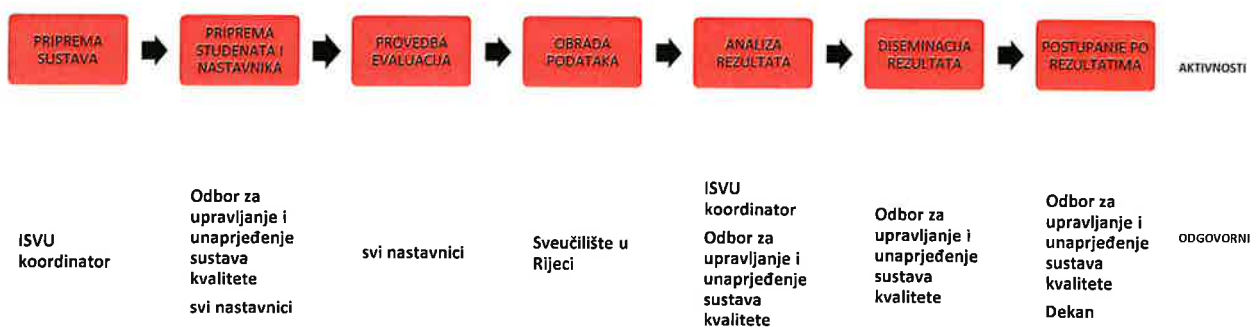 PRIPREMA
SUSTAVA
PRIPREMA
STUDENATA I
NASTAVNIKA
PROVEDBA
EVALUACIJA
OBRADA
PODATAKA
ANALIZA
REZULTATA
DISEMINACIJA
REZULTATA
POSTUPANJE PO
REZULTATIMA
AKTIVNOSTI
ISVU
koordinator
Odbor za
upravljanje i
unaprjeđenje
sustava
kvalitete
svi nastavnici
svi nastavnici
Sveučilište u
Rijeci
ISVU
koordinator
Odbor za
upravljanje i
unaprjeđenje
sustava
kvalitete
Odbor za
upravljanje i
unaprjeđenje
sustava
kvalitete
Odbor za
upravljanje i
unaprjeđenje
sustava
kvalitete
Dekan
ODGOVORNI